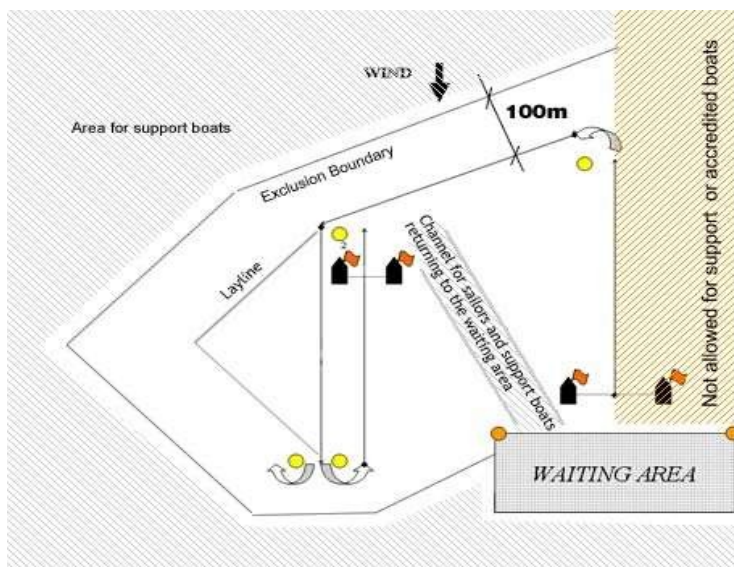 WIND
100m
Area for support boats
Exclusion Boundary
Layline
2
Channel for sailors and support boats
returning to the waiting area
Not allowed for support or accredited boats
WAITING AREA